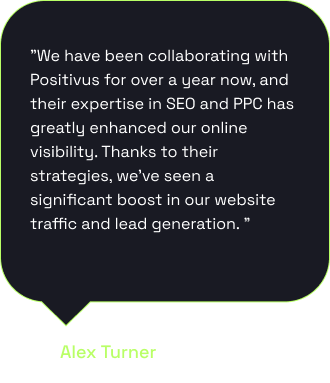 "We have been collaborating with
Positivus for over a year now, and
their expertise in SEO and PPC has
greatly enhanced our online
visibility. Thanks to their
strategies, we've seen a
significant boost in our website
traffic and lead generation. "
Alex Turner